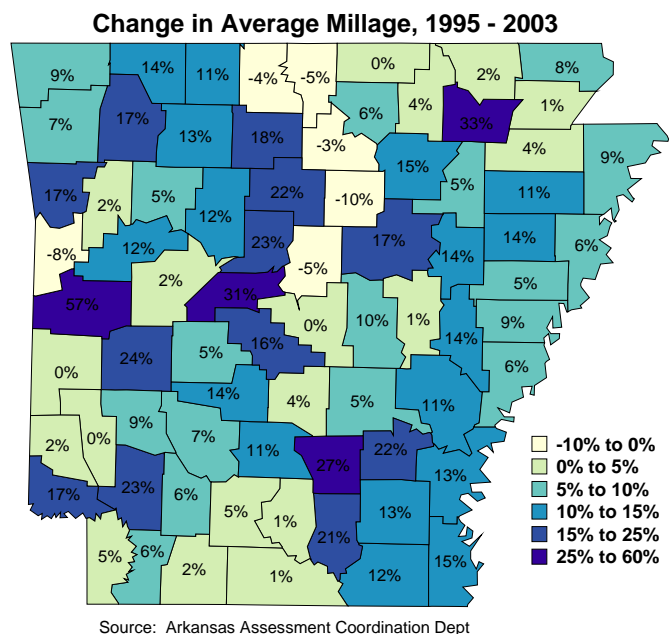 Change in Average Millage, 1995 - 2003
9% 14% 11% -4% -5% 0% 2% 8%
7% 17% 13% 18% -3% 6% 4% 33% 1%
17% 2% 5% 12% 22% -10% 15% 5% 4% 9%
11%
-8% 12% 23% -5% 17% 14% 14% 6%
57% 2% 31% 0% 10% 1% 14% 5%
9%
0% 24% 5% 16% 6%
14% 4% 5% 11%
2% 0% 9% 7% 11% 27% 22% 13%
17% 23% 6% 5% 1% 21% 13%
5% 6% 2% 1% 12% 15%
-10% to 0%
0% to 5%
5% to 10%
10% to 15%
15% to 25%
25% to 60%
Source: Arkansas Assessment Coordination Dept